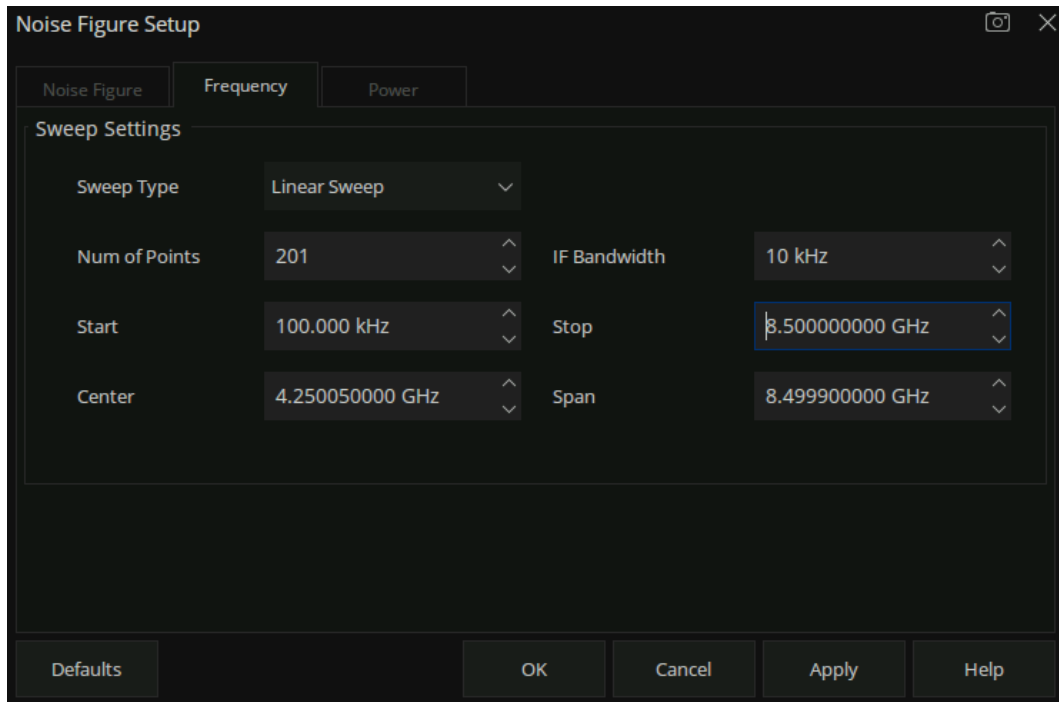 Noise Figure Setup
Noise Figure Frequency Power
Sweep Settings
Sweep Type Linear Sweep
Num of Points 201 IF Bandwidth 10 kHz
Start 100.000 kHz Stop 8.500000000 GHz
Center 4.250050000 GHz Span 8.499900000 GHz
Defaults OK Cancel Apply Help